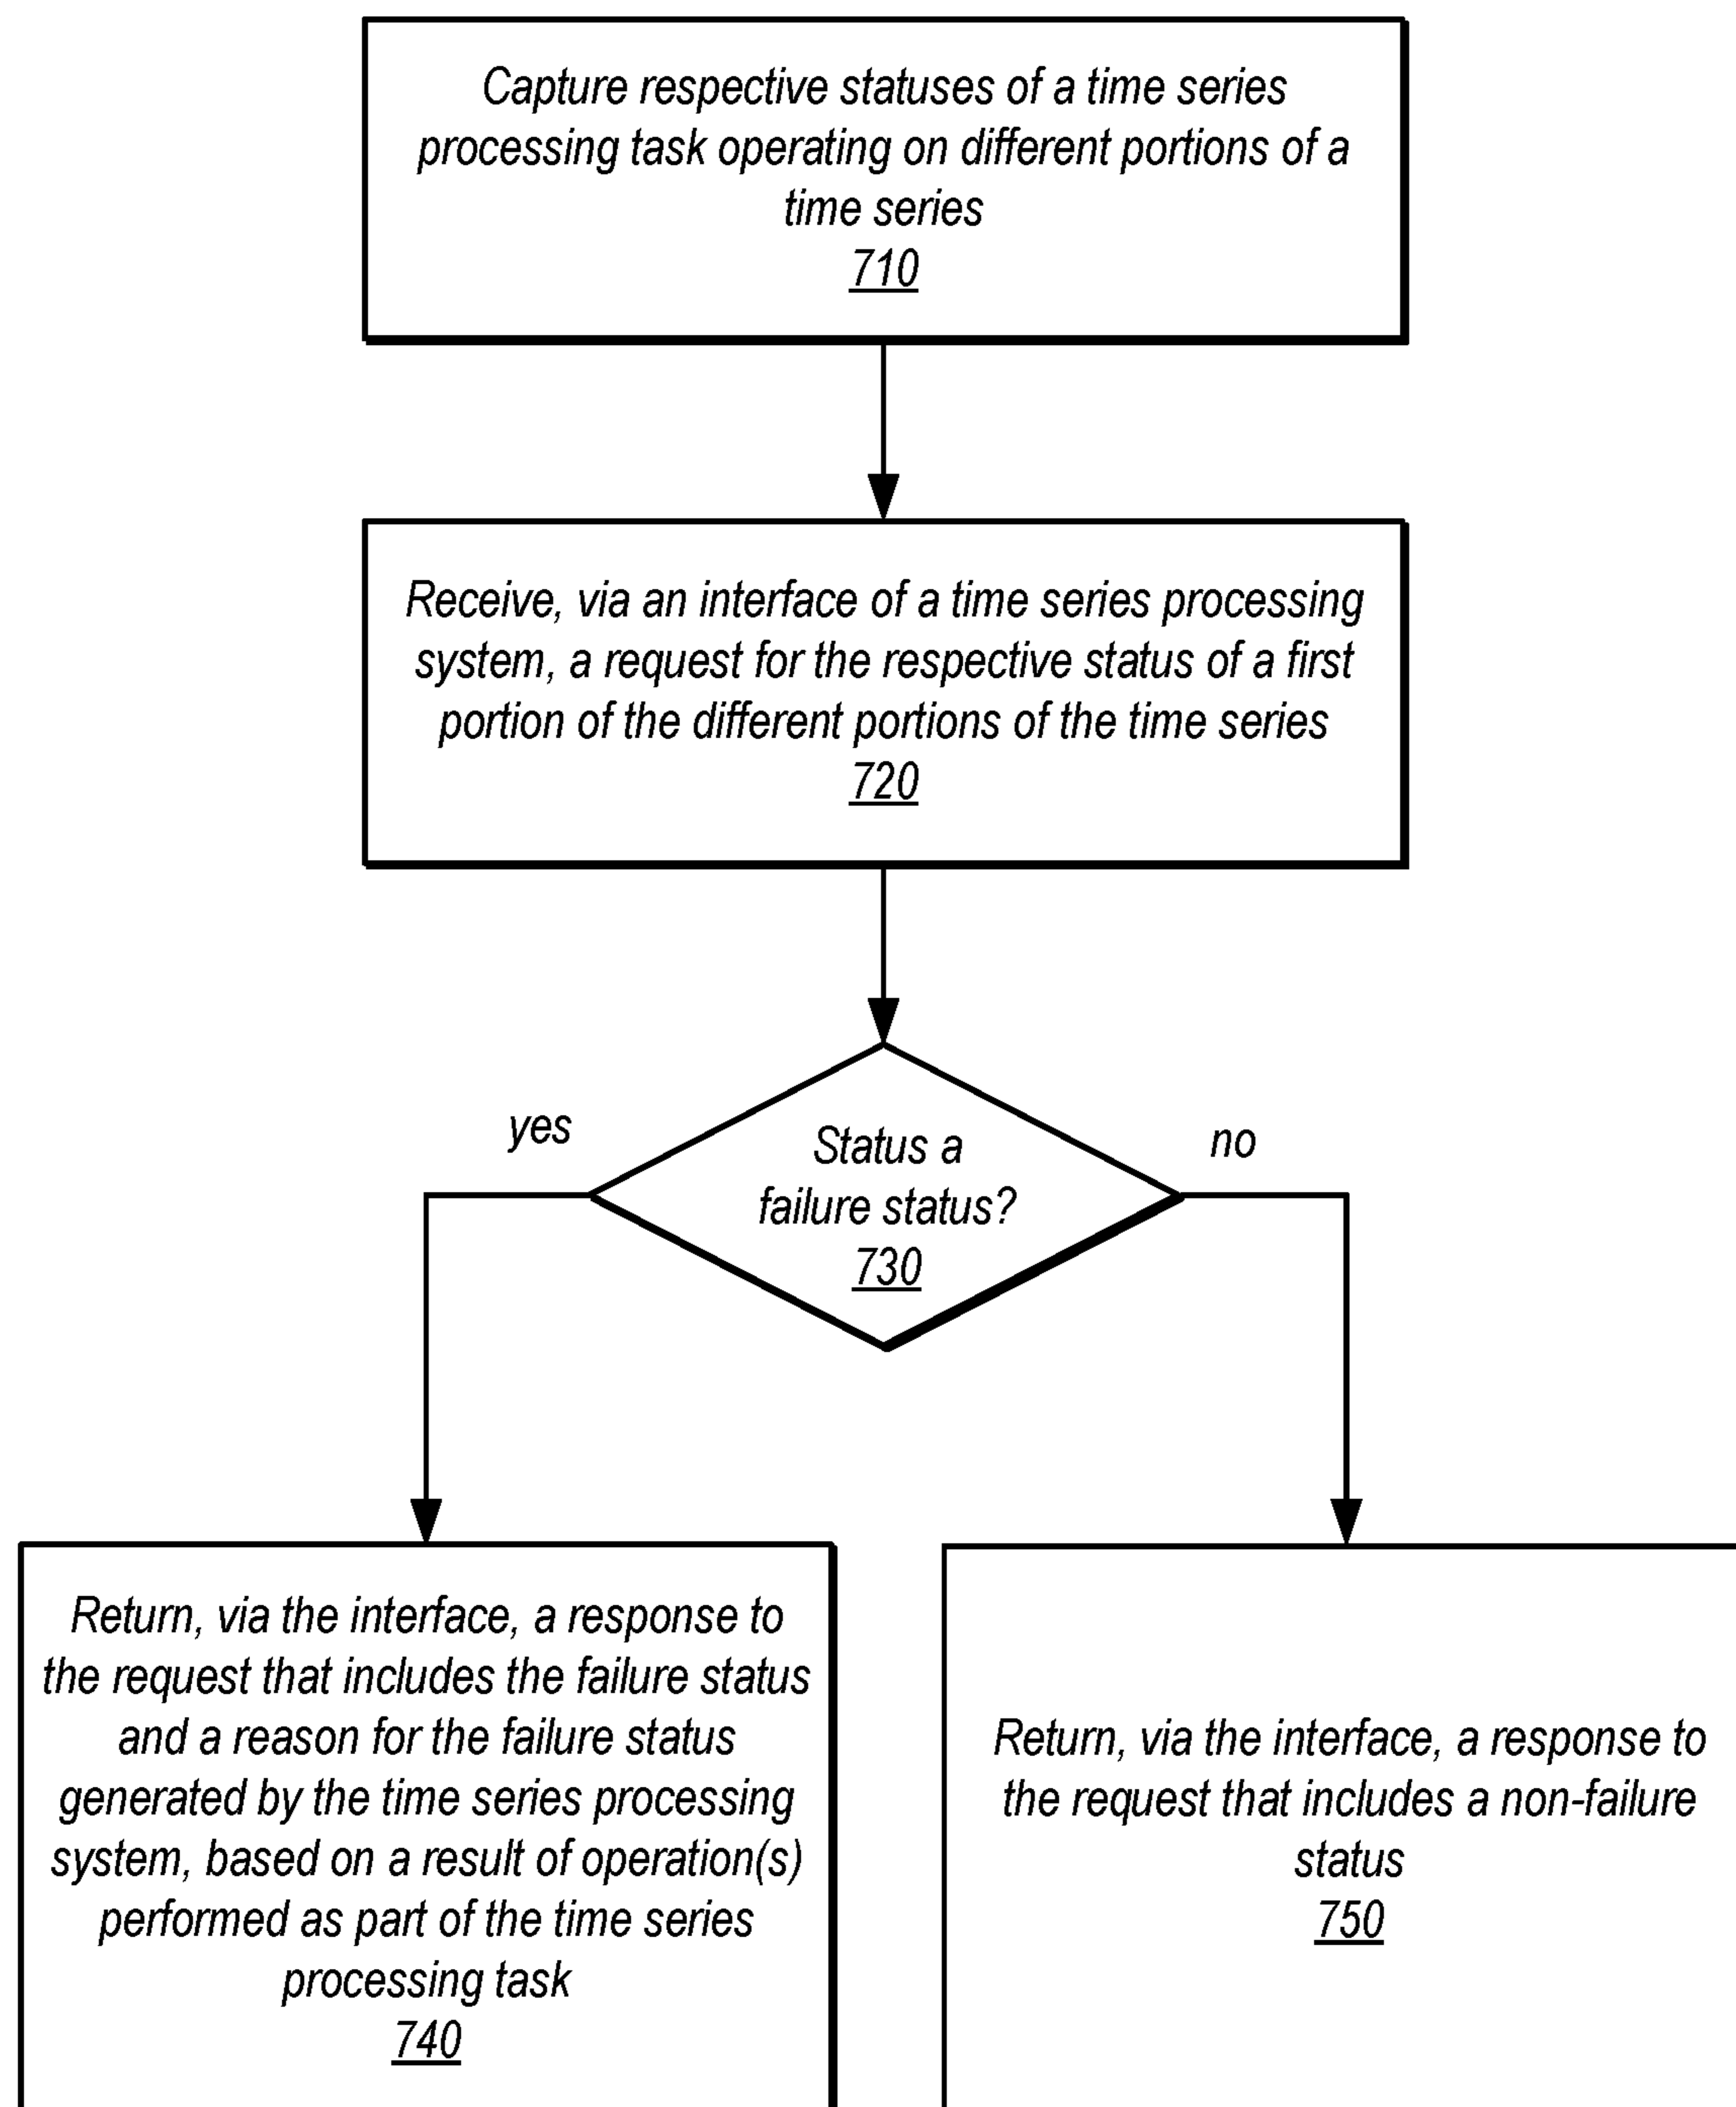 Capture respective statuses of a time series
processing task operating on different portions of a
time series
710
Receive, via an interface of a time series processing
system, a request for the respective status of a first
portion of the different portions of the time series
720
yes
no
Status a
failure status?
730
Return, via the interface, a response to
the request that includes the failure status
and a reason for the failure status
generated by the time series processing
system, based on a result of operation(s)
performed as part of the time series
processing task
740
Return, via the interface, a response to
the request that includes a non-failure
status
750